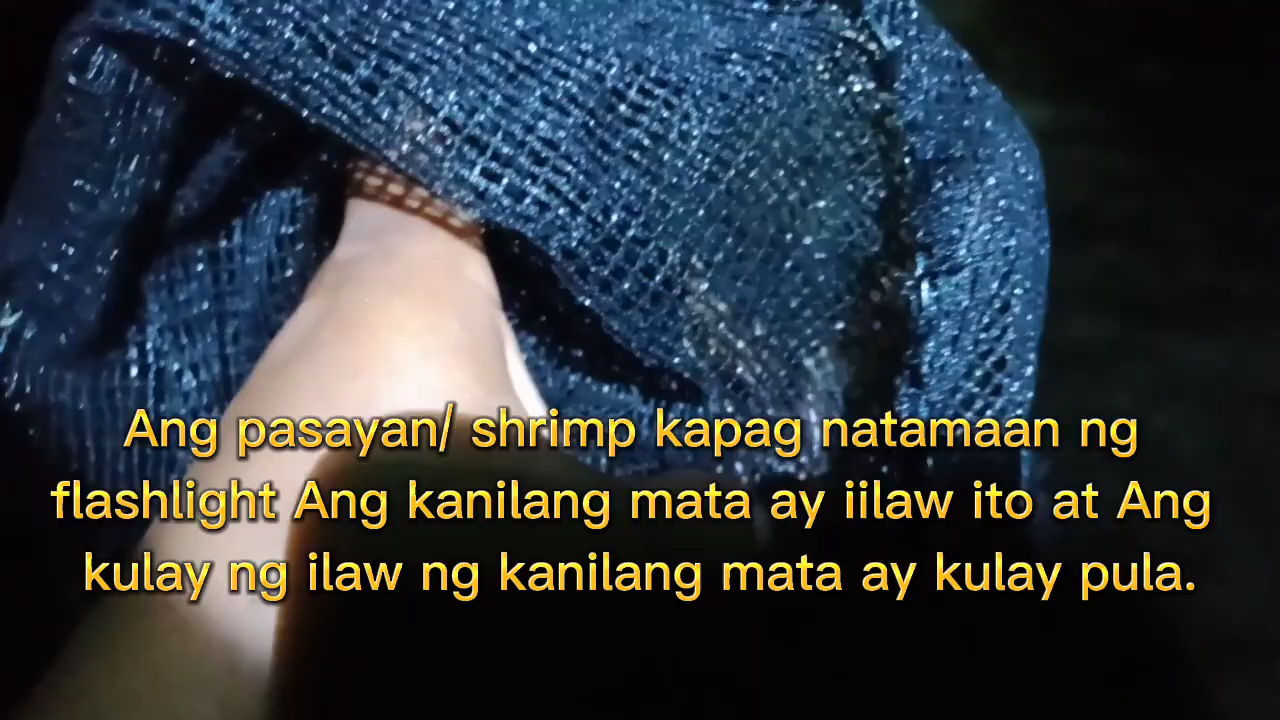 Ang pasayan/ shrimp kapag natamaan ng
flashlight Ang kanilang mata ay iilaw ito at Ang
kulay ng ilaw ng kanilang mata ay kulay pula.